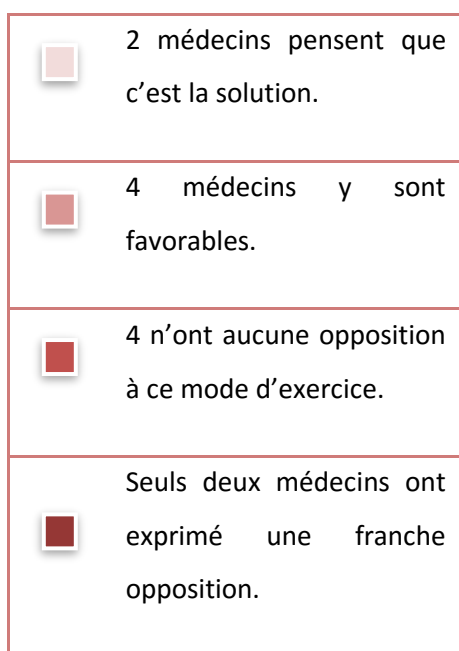 2 médecins pensent que
c’est la solution.
4 médecins y sont
favorables.
4 n’ont aucune opposition
à ce mode d’exercice.
Seuls deux médecins ont
exprimé une franche
opposition.